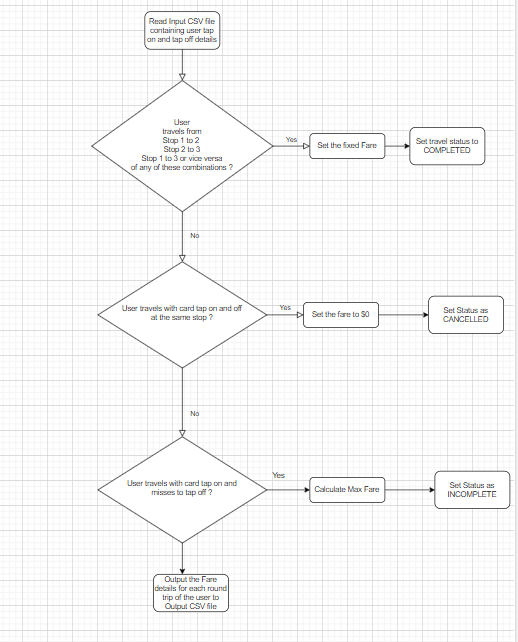 Read Input CSV file
containing user tap
on and tap off details
User
travels from
Stop 1 to 2
Stop 2 to 3
Stop 1 to 3 or vice versa
of any of these combinations ?
Yes
Set the fixed Fare
Set travel status to
COMPLETED
No
User travels with card tap on and off
at the same stop ?
Yes
Set the fare to $0
Set Status as
CANCELLED
No
User travels with card tap on and
misses to tap off ?
Yes
Calculate Max Fare
Set Status as
INCOMPLETE
Output the Fare
details for each round
trip of the user to
Output CSV file